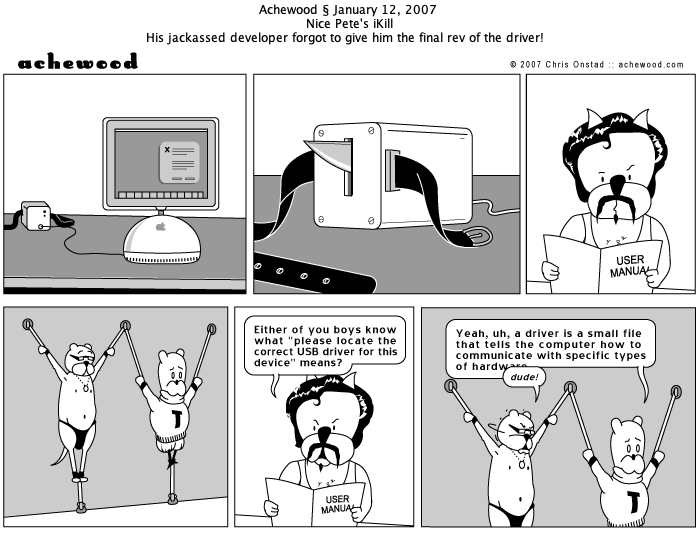 Achewood § January 12, 2007
Nice Pete's iKill
His jackassed developer forgot to give him the final rev of the driver!
achewood
© 2007 Chris Onstad :: achewood.com
x
USER
MANUAL
T
Either of you boys know
what "please locate the
correct USB driver for this
device" means?
USER
MANUAL
Yeah, uh, a driver is a small file
that tells the computer how to
communicate with specific types
of hardware.
dude!
T